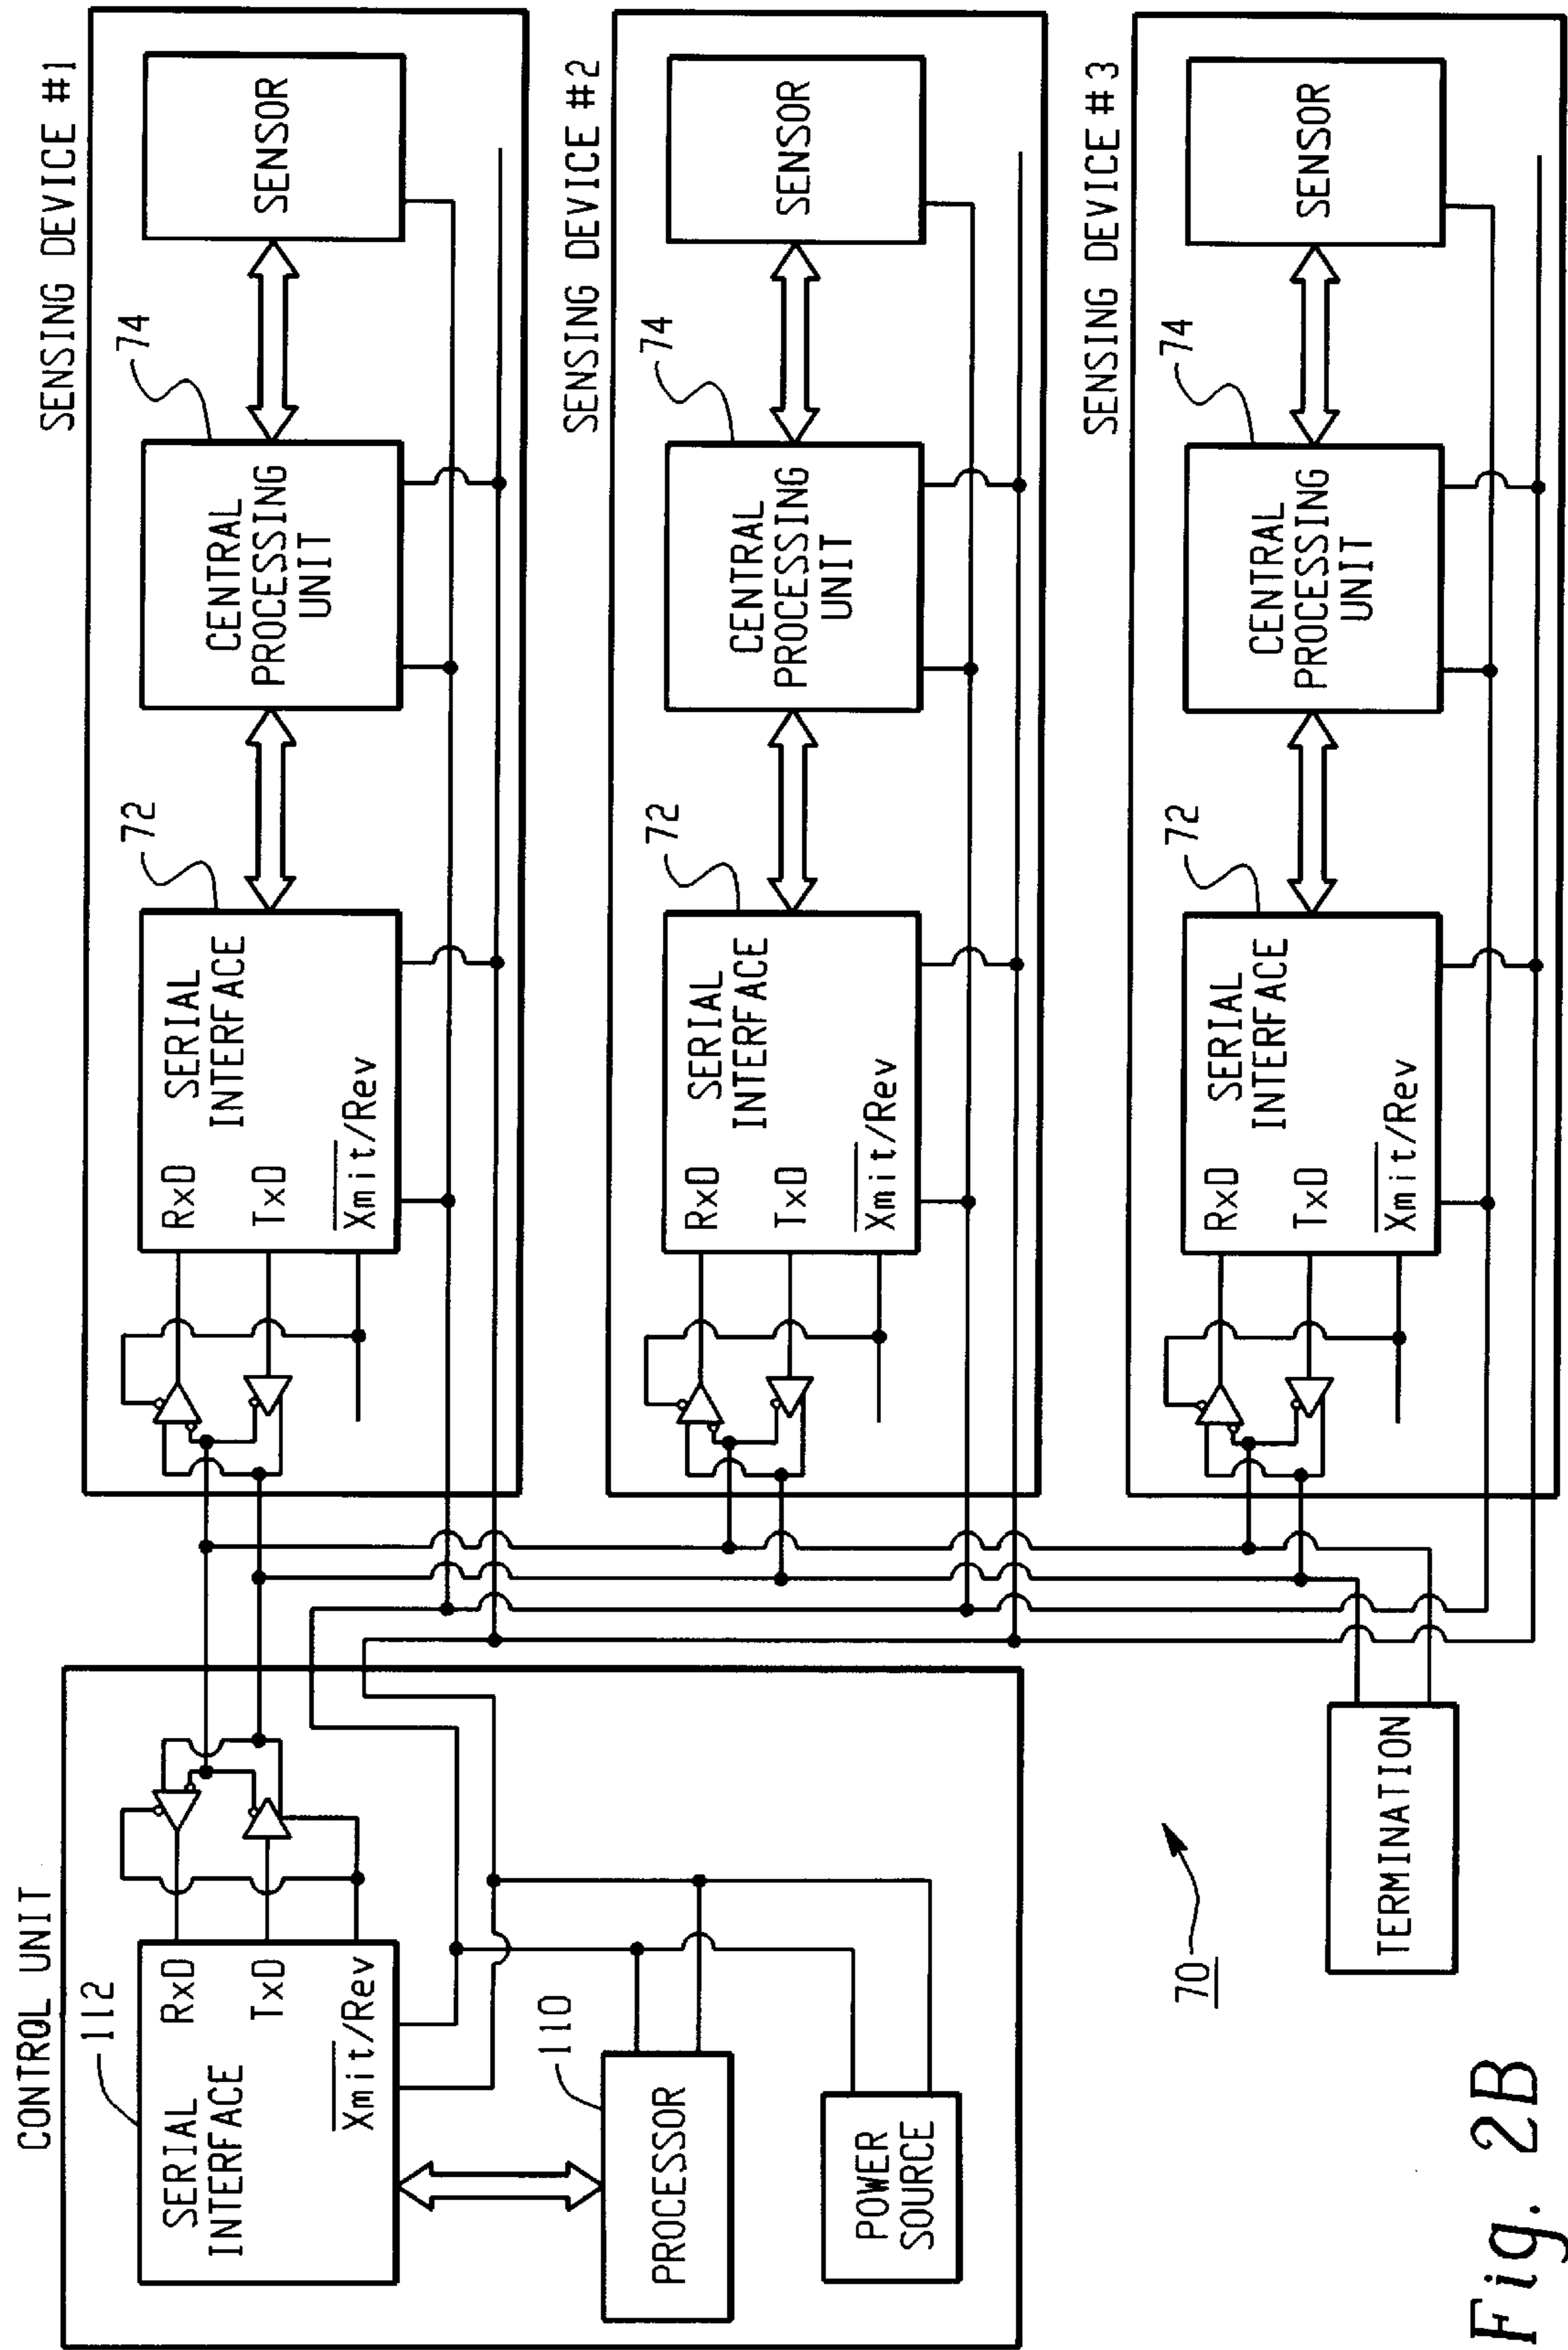 CONTROL UNIT
112
SERIAL
INTERFACE
RxD
TxD
Xmit/Rev
110
PROCESSOR
POWER
SOURCE
SENSING DEVICE #1
RxD
TxD
Xmit/Rev
SERIAL
INTERFACE
72
CENTRAL
PROCESSING
UNIT
74
SENSOR
SENSING DEVICE #2
RxD
TxD
Xmit/Rev
SERIAL
INTERFACE
72
CENTRAL
PROCESSING
UNIT
74
SENSOR
SENSING DEVICE #3
RxD
TxD
Xmit/Rev
SERIAL
INTERFACE
72
CENTRAL
PROCESSING
UNIT
74
SENSOR
70
TERMINATION
Fig. 2B